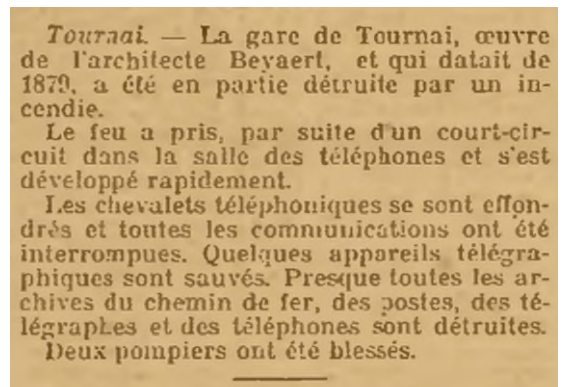 Tournai. — La gare de Tournai, œuvre
de l'architecte Beyaert, et qui datait de
1879, a été en partie détruite par un in-
cendie.
Le feu a pris, par suite d'un court-cir-
cuit dans la salle des téléphones et s'est
développé rapidement.
Les chevalets téléphoniques se sont effon-
drés et toutes les communications ont été
interrompues. Quelques appareils télégra-
phiques sont sauvés. Presque toutes les ar-
chives du chemin de fer, des postes, des té-
légraphes et des téléphones sont détruites.
Deux pompiers ont été blessés.